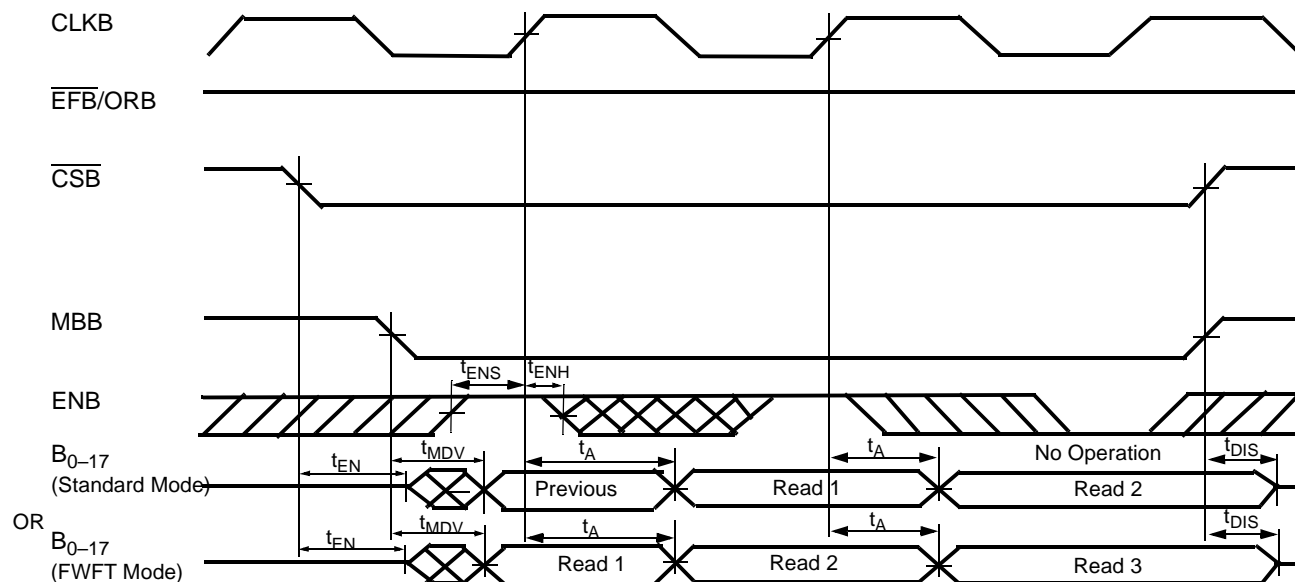 CLKB
EFB/ORB
CSB
MBB
tENS tENH
ENB
B0–17
(Standard Mode)
tEN tMDV tA tA No Operation tDIS
Previous Read 1 Read 2
OR
B0–17
(FWFT Mode)
tEN tMDV tA tA tDIS
Read 1 Read 2 Read 3